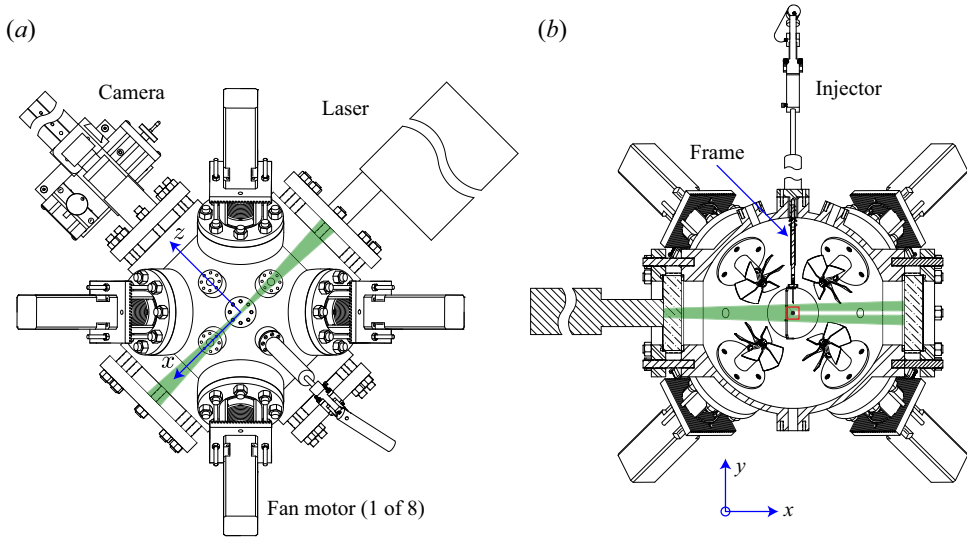 (a)
(b)
Camera
Laser
Injector
Frame
z
x
Fan motor (1 of 8)
y
x